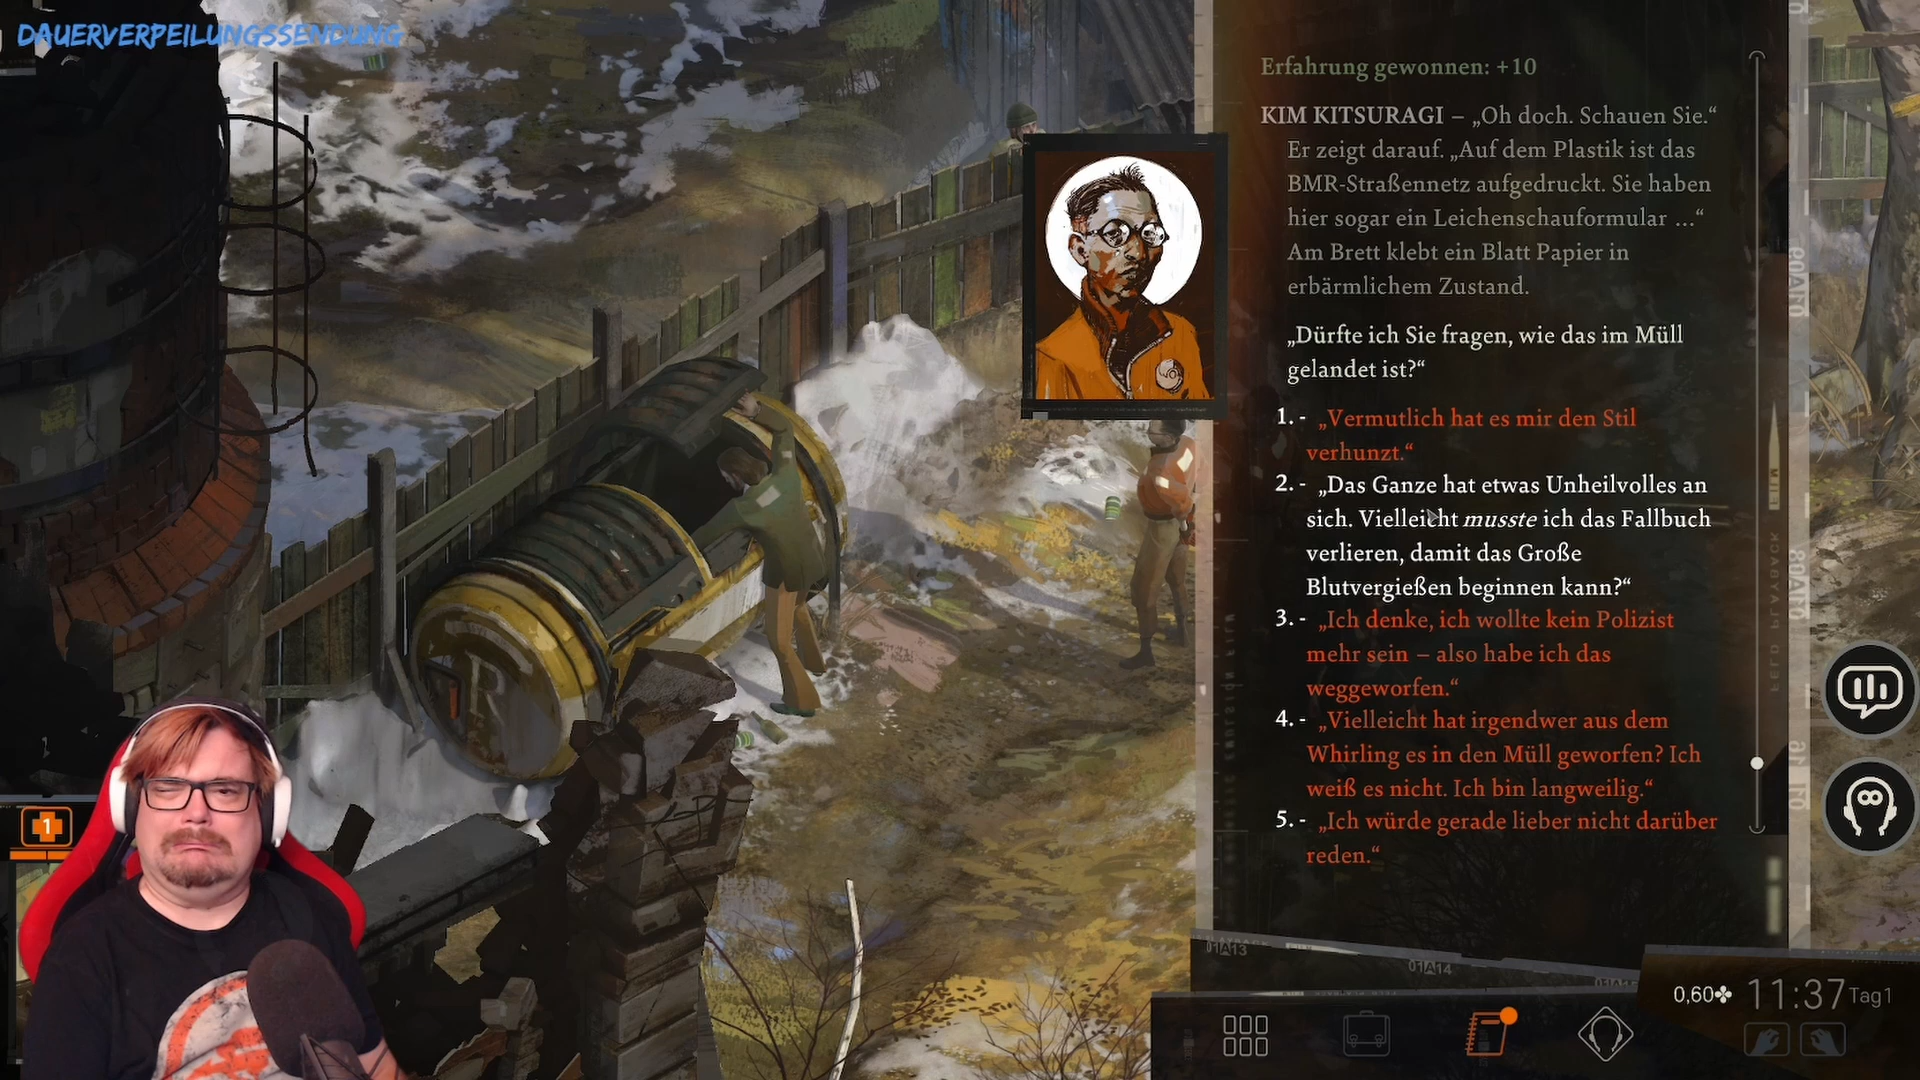 DAUERVERPEILUNGSSENDUNG
Erfahrung gewonnen: +10
KIM KITSURAGI – „Oh doch. Schauen Sie.“
Er zeigt darauf. „Auf dem Plastik ist das
BMR-Straßennetz aufgedruckt. Sie haben
hier sogar ein Leichenschauformular …“
Am Brett klebt ein Blatt Papier in
erbärmlichem Zustand.
„Dürfte ich Sie fragen, wie das im Müll
gelandet ist?“
1. - „Vermutlich hat es mir den Stil
verhunzt.“
2. - „Das Ganze hat etwas Unheilvolles an
sich. Vielleicht musste ich das Fallbuch
verlieren, damit das Große
Blutvergießen beginnen kann?“
3. - „Ich denke, ich wollte kein Polizist
mehr sein – also habe ich das
weggeworfen.“
4. - „Vielleicht hat irgendwer aus dem
Whirling es in den Müll geworfen? Ich
weiß es nicht. Ich bin langweilig.“
5. - „Ich würde gerade lieber nicht darüber
reden.“
1
R
01A13
01A14
0,60
11:37 Tag1